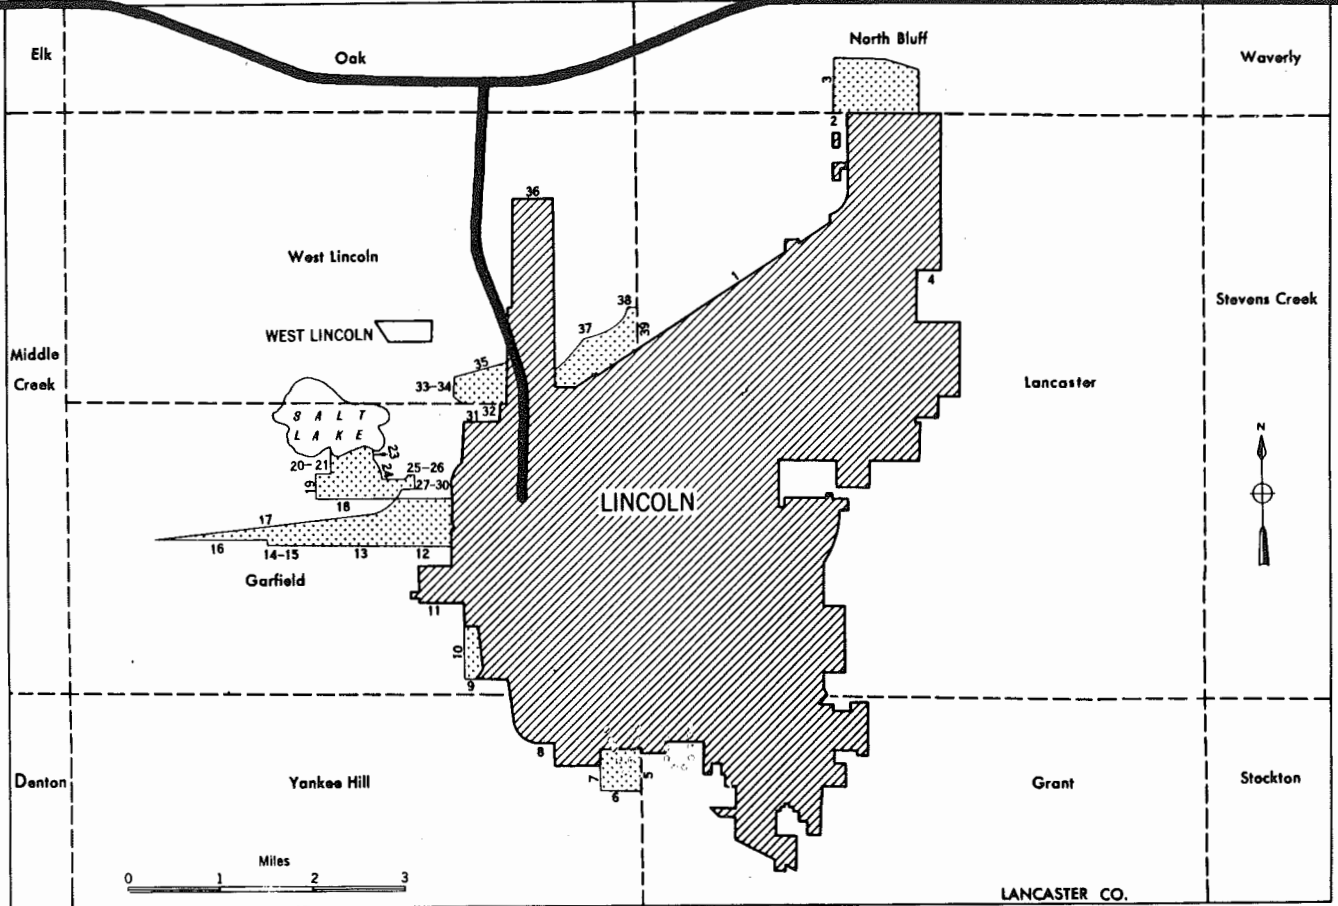 Elk
Oak
North Bluff
Waverly
3
2
36
West Lincoln
1
4
Stevens Creek
38
37
39
WEST LINCOLN
Middle
Creek
35
33-34
Lancaster
32
31
SALT
LAKE
23
20-21
24
25-26
19
27-30
18
N
LINCOLN
17
16
14-15
13
12
Garfield
11
10
9
8
7
5
6
Denton
Yankee Hill
Grant
Stockton
Miles
0 1 2 3
LANCASTER CO.